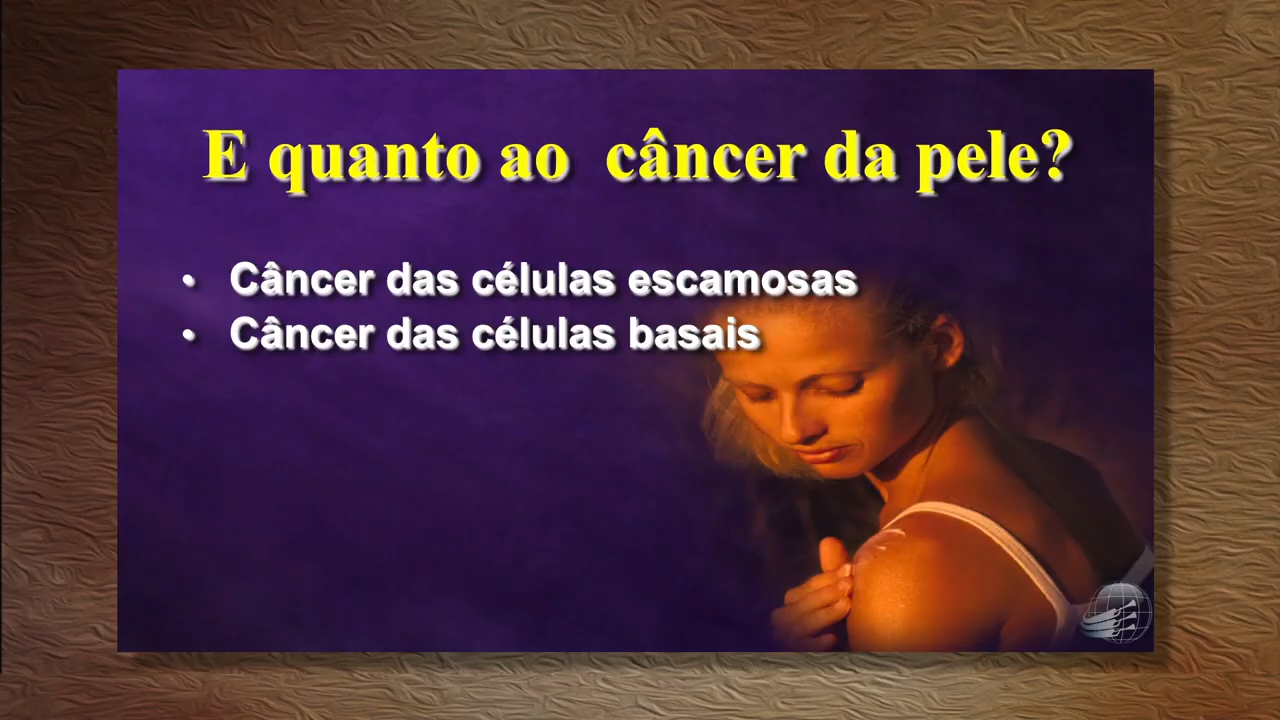 E quanto ao câncer da pele?
• Câncer das células escamosas
• Câncer das células basais